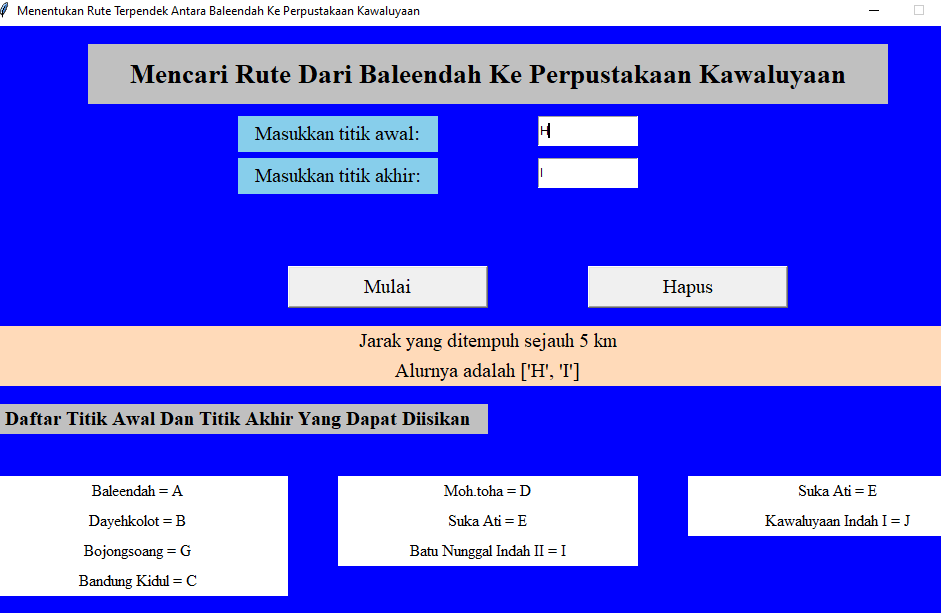 Menentukan Rute Terpendek Antara Baleendah Ke Perpustakaan Kawaluyaan
Mencari Rute Dari Baleendah Ke Perpustakaan Kawaluyaan
Masukkan titik awal: H
Masukkan titik akhir: I
Mulai Hapus
Jarak yang ditempuh sejauh 5 km
Alurnya adalah ['H', 'I']
Daftar Titik Awal Dan Titik Akhir Yang Dapat Diisikan
Baleendah = A
Dayehkolot = B
Bojongsoang = G
Bandung Kidul = C
Moh.toha = D
Suka Ati = E
Batu Nunggal Indah II = I
Suka Ati = E
Kawaluyaan Indah I = J